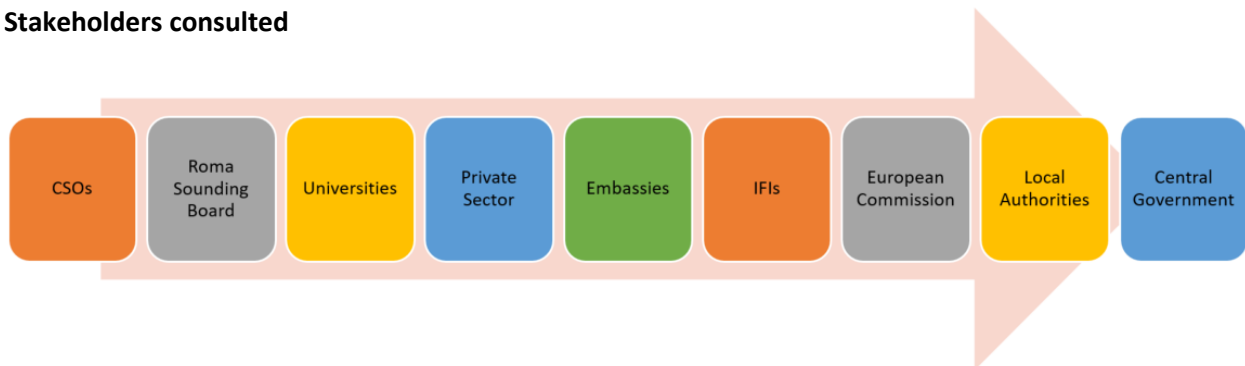 Stakeholders consulted
CSOs
Roma
Sounding
Board
Universities
Private
Sector
Embassies
IFIs
European
Commission
Local
Authorities
Central
Government